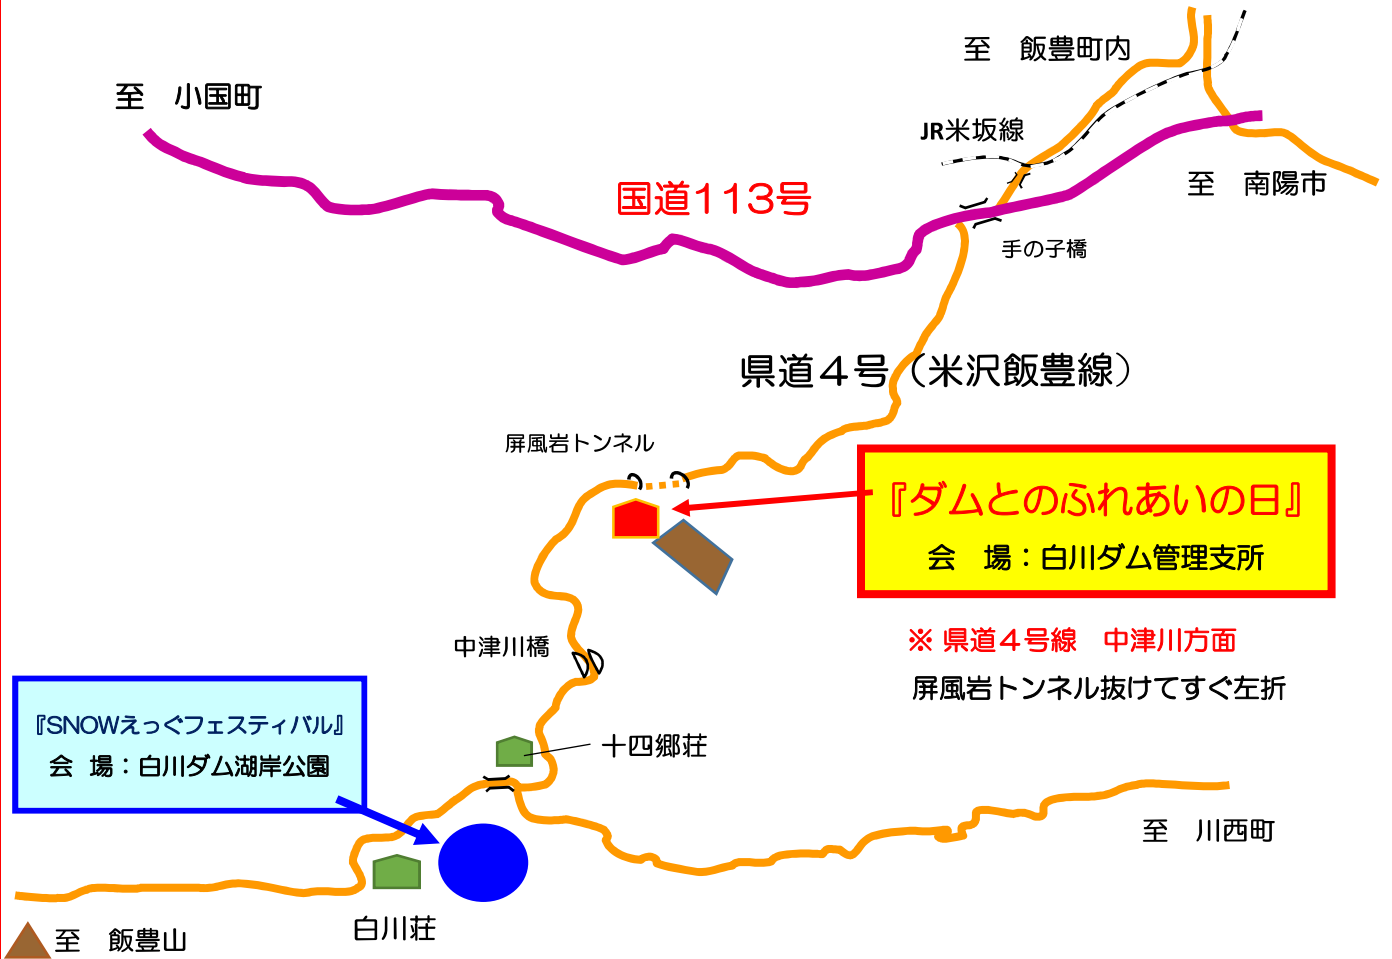 至　飯豊町内
至　小国町
JR米坂線
至　南陽市
国道１１３号
手の子橋
県道４号（米沢飯豊線）
屏風岩トンネル
『ダムとのふれあいの日』
会　場：白川ダム管理支所
※ 県道４号線　中津川方面
屏風岩トンネル抜けてすぐ左折
中津川橋
『SNOWえっぐフェスティバル』
会　場：白川ダム湖岸公園
十四郷荘
至　川西町
白川荘
至　飯豊山